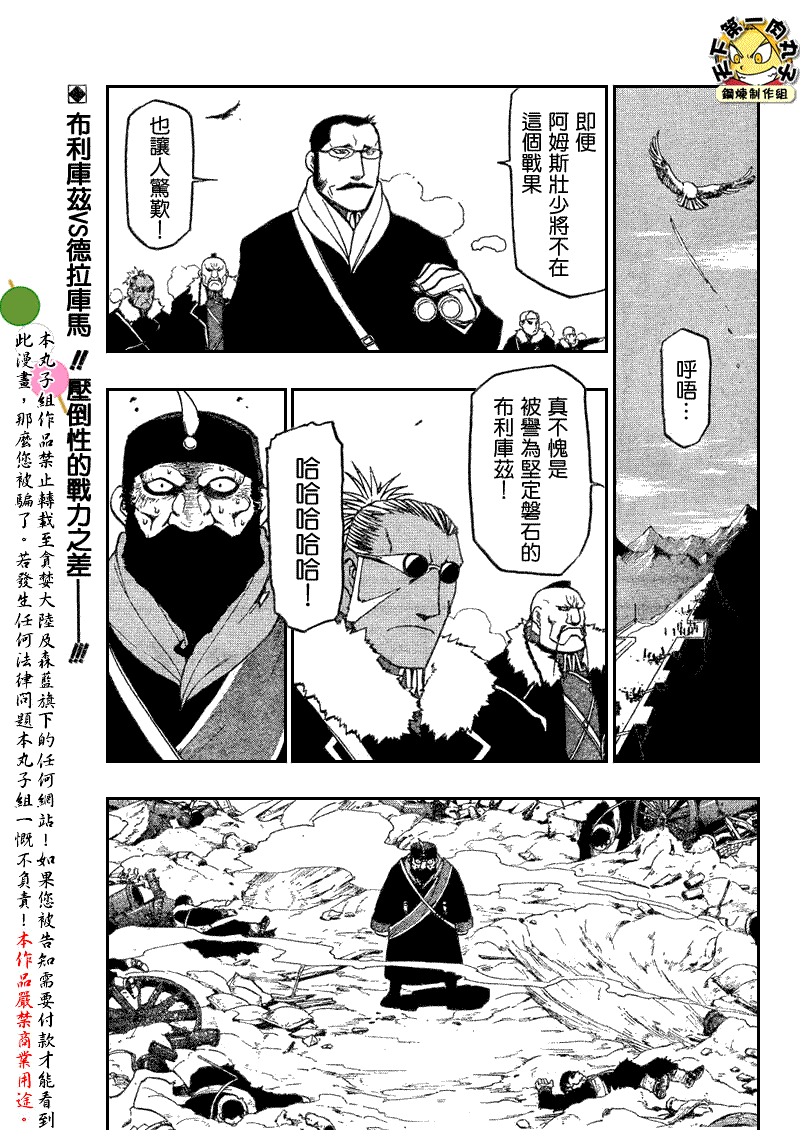 天下第一肉丸子
鋼煉制作組
呼唔…
即便
阿姆斯壯少將不在
這個戰果
也讓人驚歎！
真不愧是
被譽為堅定磐石的
布利庫茲！
哈哈哈哈哈！
布利庫茲VS德拉庫馬!!壓倒性的戰力之差——!!!
本丸子組作品禁止轉載至貪婪大陸及森藍旗下的任何網站！如果您被告知需要付款才能看到
此漫畫，那麼您被騙了。若發生任何法律問題本丸子組一慨不負責！本作品嚴禁商業用途。